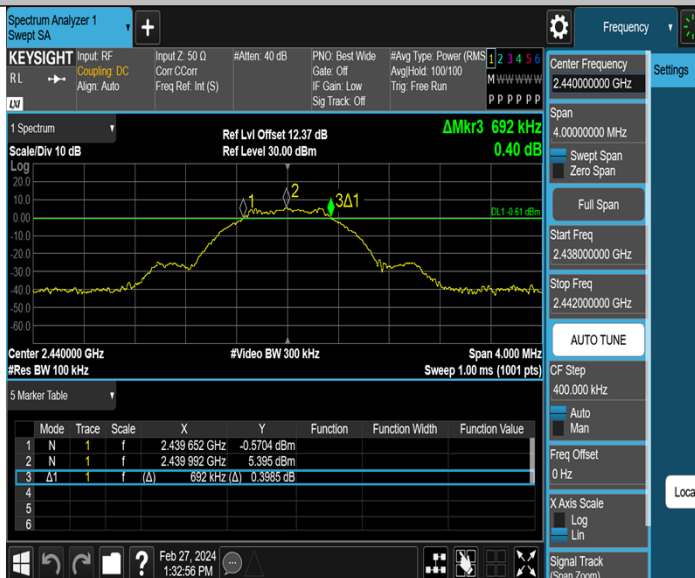 Spectrum Analyzer 1
Swept SA
+
Frequency
KEYSIGHT
RL
LXI
Input: RF
Coupling: DC
Align: Auto
Input Z: 50 Ω
Corr CCorr
Freq Ref: Int (S)
#Atten: 40 dB
PNO: Best Wide
Gate: Off
IF Gain: Low
Sig Track: Off
#Avg Type: Power (RMS
Avg|Hold: 100/100
Trig: Free Run
1 2 3 4 5 6
M W W W W W
P P P P P P
Center Frequency
2.440000000 GHz
Settings
Span
4.00000000 MHz
Swept Span
Zero Span
Full Span
Start Freq
2.438000000 GHz
Stop Freq
2.442000000 GHz
AUTO TUNE
CF Step
400.000 kHz
Auto
Man
Freq Offset
0 Hz
X Axis Scale
Log
Lin
Signal Track
(Span Zoom)
Loca
1 Spectrum
Scale/Div 10 dB
Log
Ref Lvl Offset 12.37 dB
Ref Level 30.00 dBm
ΔMkr3 692 kHz
0.40 dB
20.0
10.0
0.00
-10.0
-20.0
-30.0
-40.0
-50.0
-60.0
1
2
3Δ1
DL1 -0.61 dBm
Center 2.440000 GHz
#Res BW 100 kHz
#Video BW 300 kHz
Span 4.000 MHz
Sweep 1.00 ms (1001 pts)
5 Marker Table
Mode Trace Scale X Y Function Function Width Function Value
1 N 1 f 2.439 652 GHz -0.5704 dBm
2 N 1 f 2.439 992 GHz 5.395 dBm
3 Δ1 1 f (Δ) 692 kHz (Δ) 0.3985 dB
4
5
6
?
Feb 27, 2024
1:32:56 PM